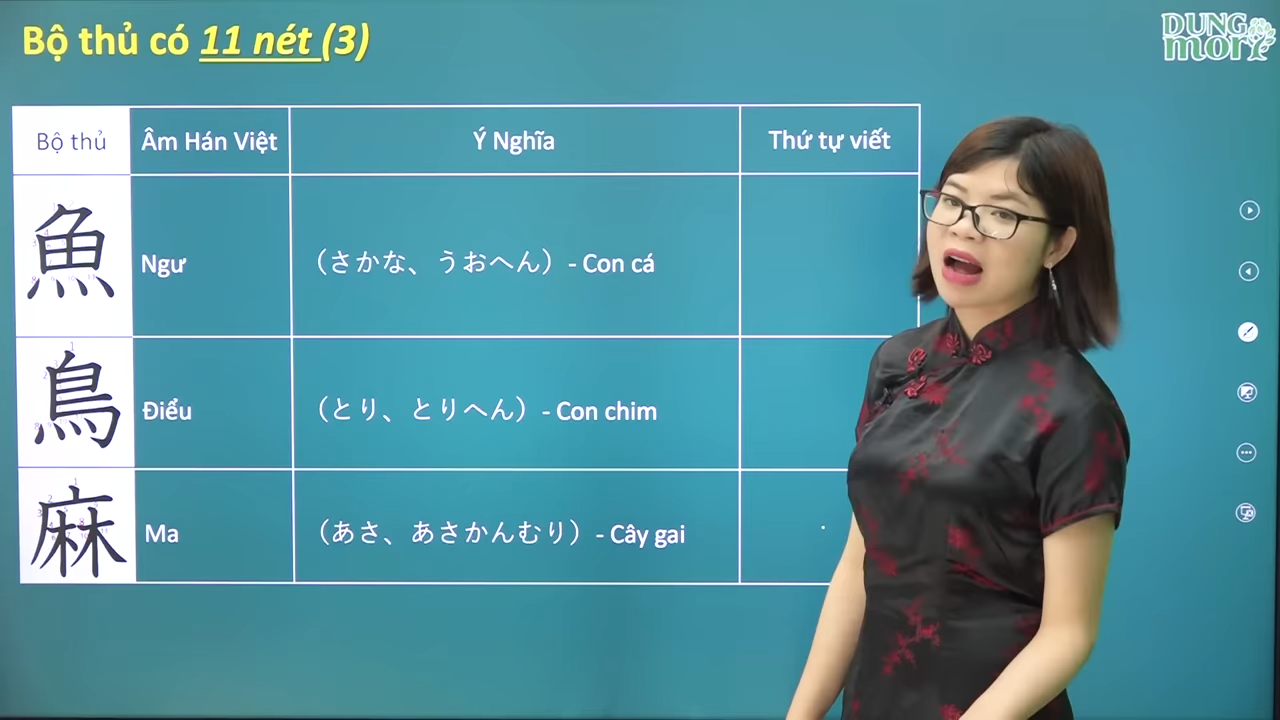 Bộ thủ có 11 nét (3)
DUNG
mori
Bộ thủ Âm Hán Việt Ý Nghĩa Thứ tự viết
魚 Ngư （さかな、うおへん）- Con cá
鳥 Điểu （とり、とりへん）- Con chim
麻 Ma （あさ、あさかんむり）- Cây gai